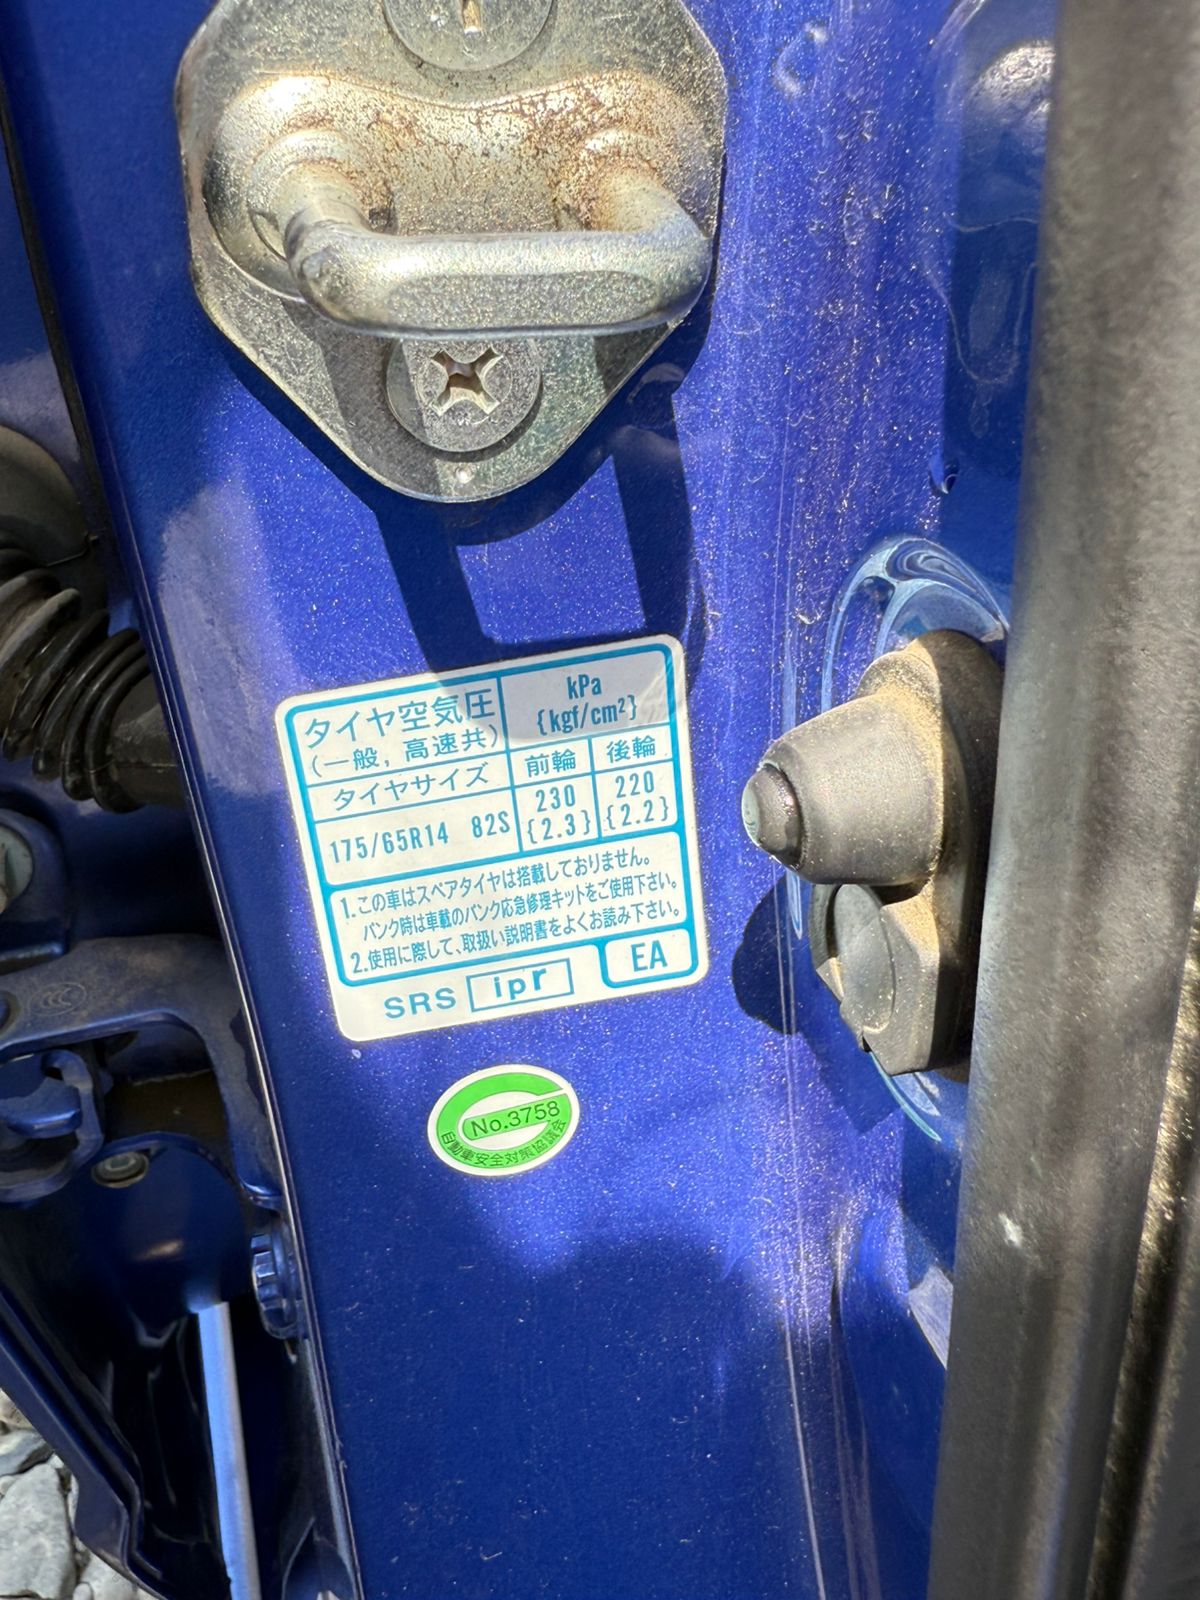 タイヤ空気圧
(一般, 高速共)
kPa
{kgf/cm²}
タイヤサイズ
前輪
後輪
175/65R14 82S
230
{2.3}
220
{2.2}
1.この車はスペアタイヤは搭載しておりません。
パンク時は車載のパンク応急修理キットをご使用下さい。
2.使用に際して、取扱い説明書をよくお読み下さい。
SRS ipr
EA
No.3758
自動車安全対策協議会